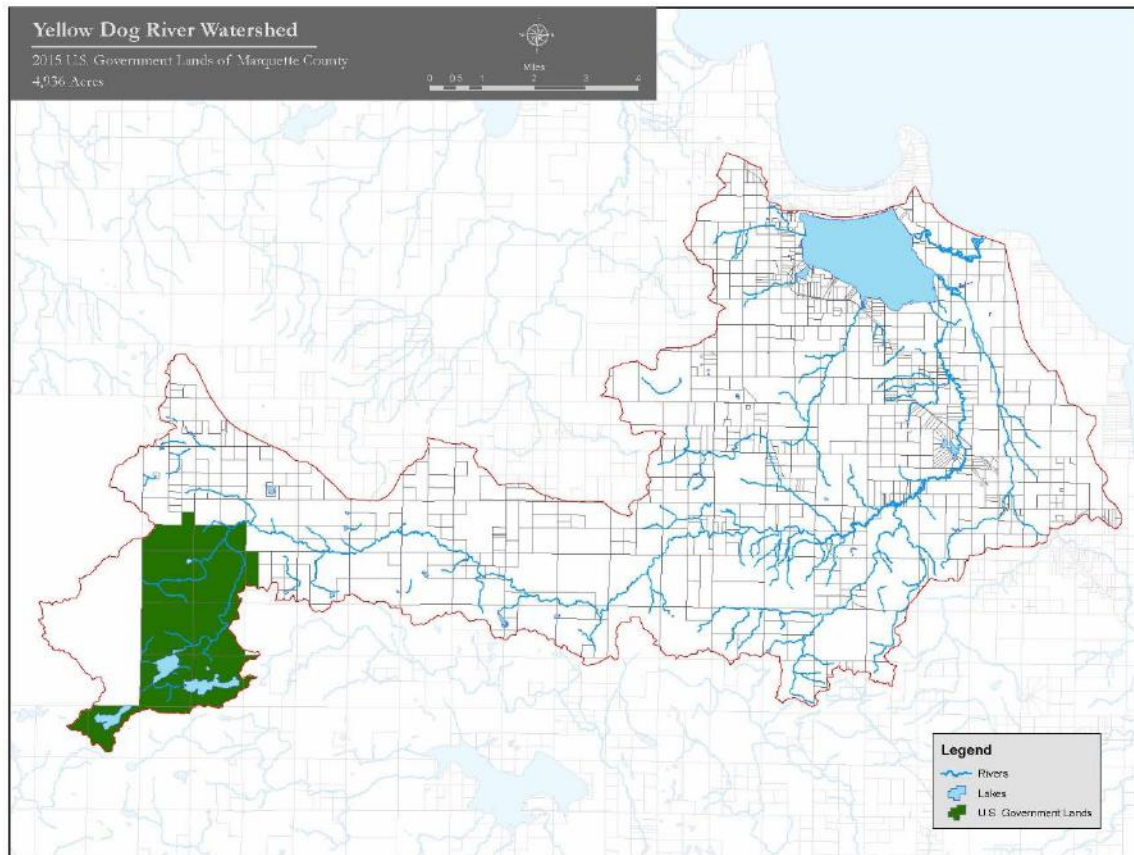 Yellow Dog River Watershed
2015 U.S. Government Lands of Marquette County
4,936 Acres
Miles
0 0.5 1 2 3 4
Legend
Rivers
Lakes
U.S. Government Lands